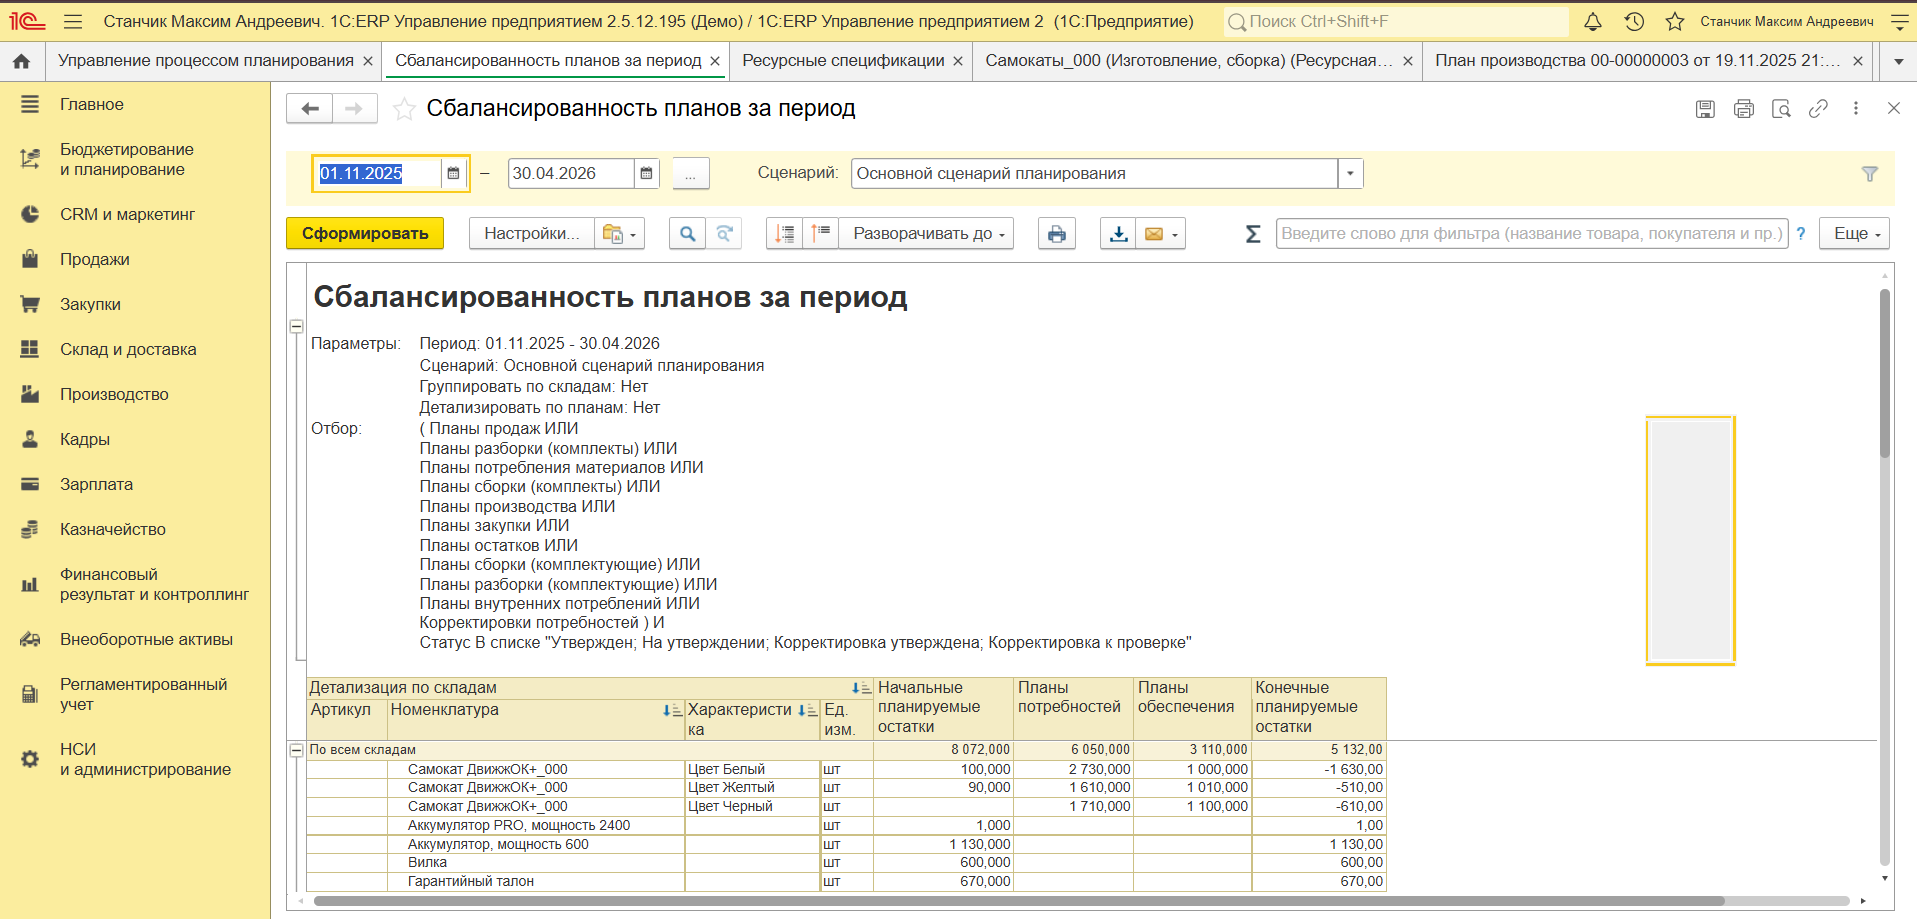 Станчик Максим Андреевич. 1С:ERP Управление предприятием 2.5.12.195 (Демо) / 1С:ERP Управление предприятием 2 (1С:Предприятие)
Поиск Ctrl+Shift+F
Станчик Максим Андреевич
Управление процессом планирования
Сбалансированность планов за период
Ресурсные спецификации
Самокаты_000 (Изготовление, сборка) (Ресурсная...
План производства 00-00000003 от 19.11.2025 21:...
Главное
Бюджетирование
и планирование
CRM и маркетинг
Продажи
Закупки
Склад и доставка
Производство
Кадры
Зарплата
Казначейство
Финансовый
результат и контроллинг
Внеоборотные активы
Регламентированный
учет
НСИ
и администрирование
Сбалансированность планов за период
01.11.2025 – 30.04.2026 ... Сценарий: Основной сценарий планирования
Сформировать Настройки... Разворачивать до Σ Введите слово для фильтра (название товара, покупателя и пр.) ? Еще
Сбалансированность планов за период
Параметры: Период: 01.11.2025 - 30.04.2026
Сценарий: Основной сценарий планирования
Группировать по складам: Нет
Детализировать по планам: Нет
Отбор: ( Планы продаж ИЛИ
Планы разборки (комплекты) ИЛИ
Планы потребления материалов ИЛИ
Планы сборки (комплекты) ИЛИ
Планы производства ИЛИ
Планы закупки ИЛИ
Планы остатков ИЛИ
Планы сборки (комплектующие) ИЛИ
Планы разборки (комплектующие) ИЛИ
Планы внутренних потреблений ИЛИ
Корректировки потребностей ) И
Статус В списке "Утвержден; На утверждении; Корректировка утверждена; Корректировка к проверке"
Детализация по складам
Артикул Номенклатура Характеристи
ка
Ед.
изм.
Начальные
планируемые
остатки
Планы
потребностей
Планы
обеспечения
Конечные
планируемые
остатки
По всем складам 8 072,000 6 050,000 3 110,000 5 132,00
Самокат ДвижжОК+_000 Цвет Белый шт 100,000 2 730,000 1 000,000 -1 630,00
Самокат ДвижжОК+_000 Цвет Желтый шт 90,000 1 610,000 1 010,000 -510,00
Самокат ДвижжОК+_000 Цвет Черный шт 1 710,000 1 100,000 -610,00
Аккумулятор PRO, мощность 2400 шт 1,000 1,00
Аккумулятор, мощность 600 шт 1 130,000 1 130,00
Вилка шт 600,000 600,00
Гарантийный талон шт 670,000 670,00